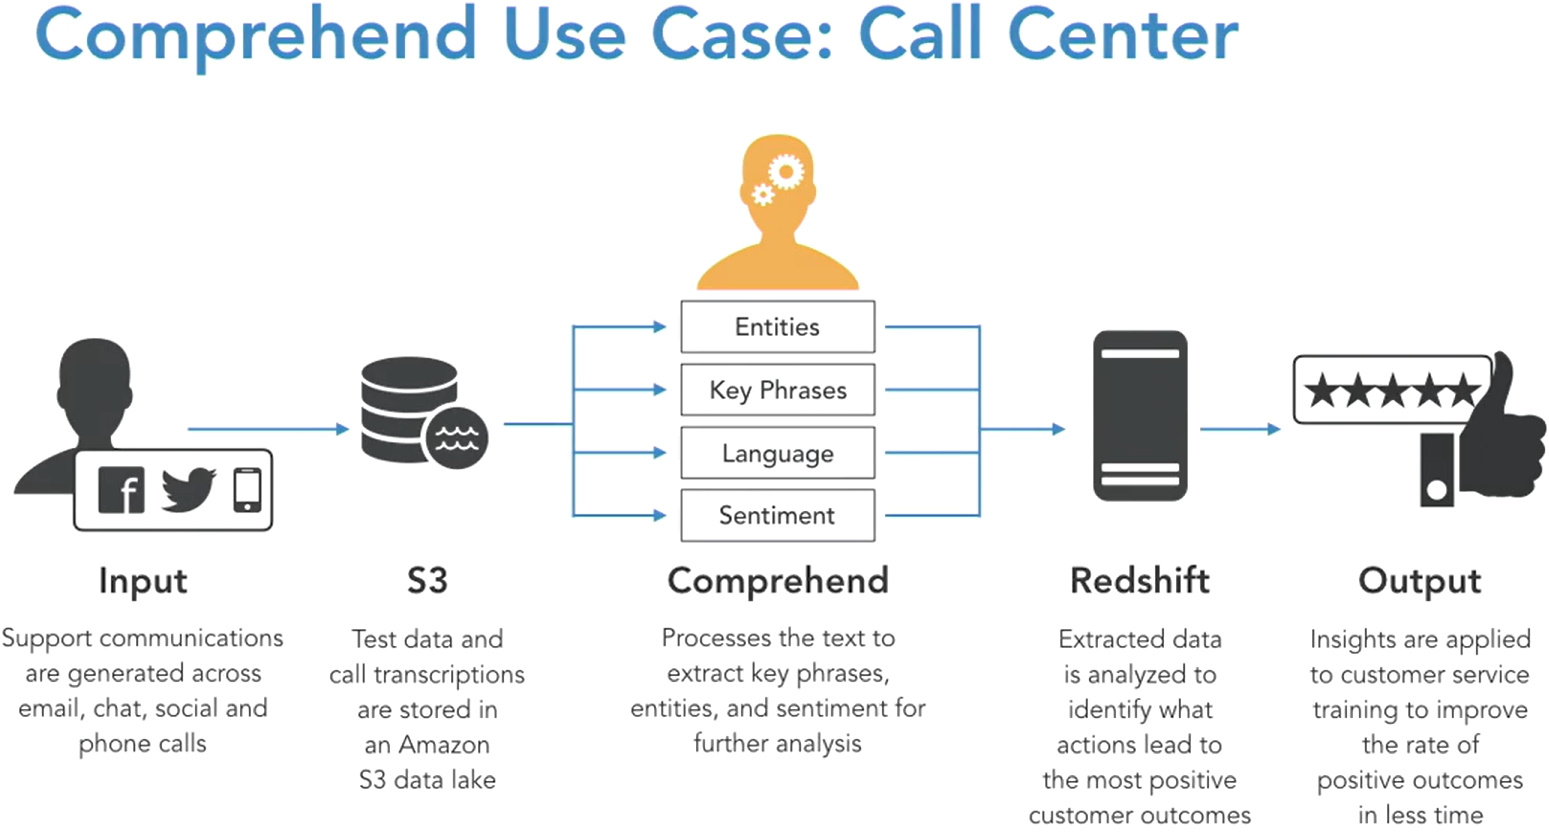 Comprehend Use Case: Call Center
Entities
Key Phrases
Language
Sentiment
Input
Support communications
are generated across
email, chat, social and
phone calls
S3
Test data and
call transcriptions
are stored in
an Amazon
S3 data lake
Comprehend
Processes the text to
extract key phrases,
entities, and sentiment for
further analysis
Redshift
Extracted data
is analyzed to
identify what
actions lead to
the most positive
customer outcomes
Output
Insights are applied
to customer service
training to improve
the rate of
positive outcomes
in less time